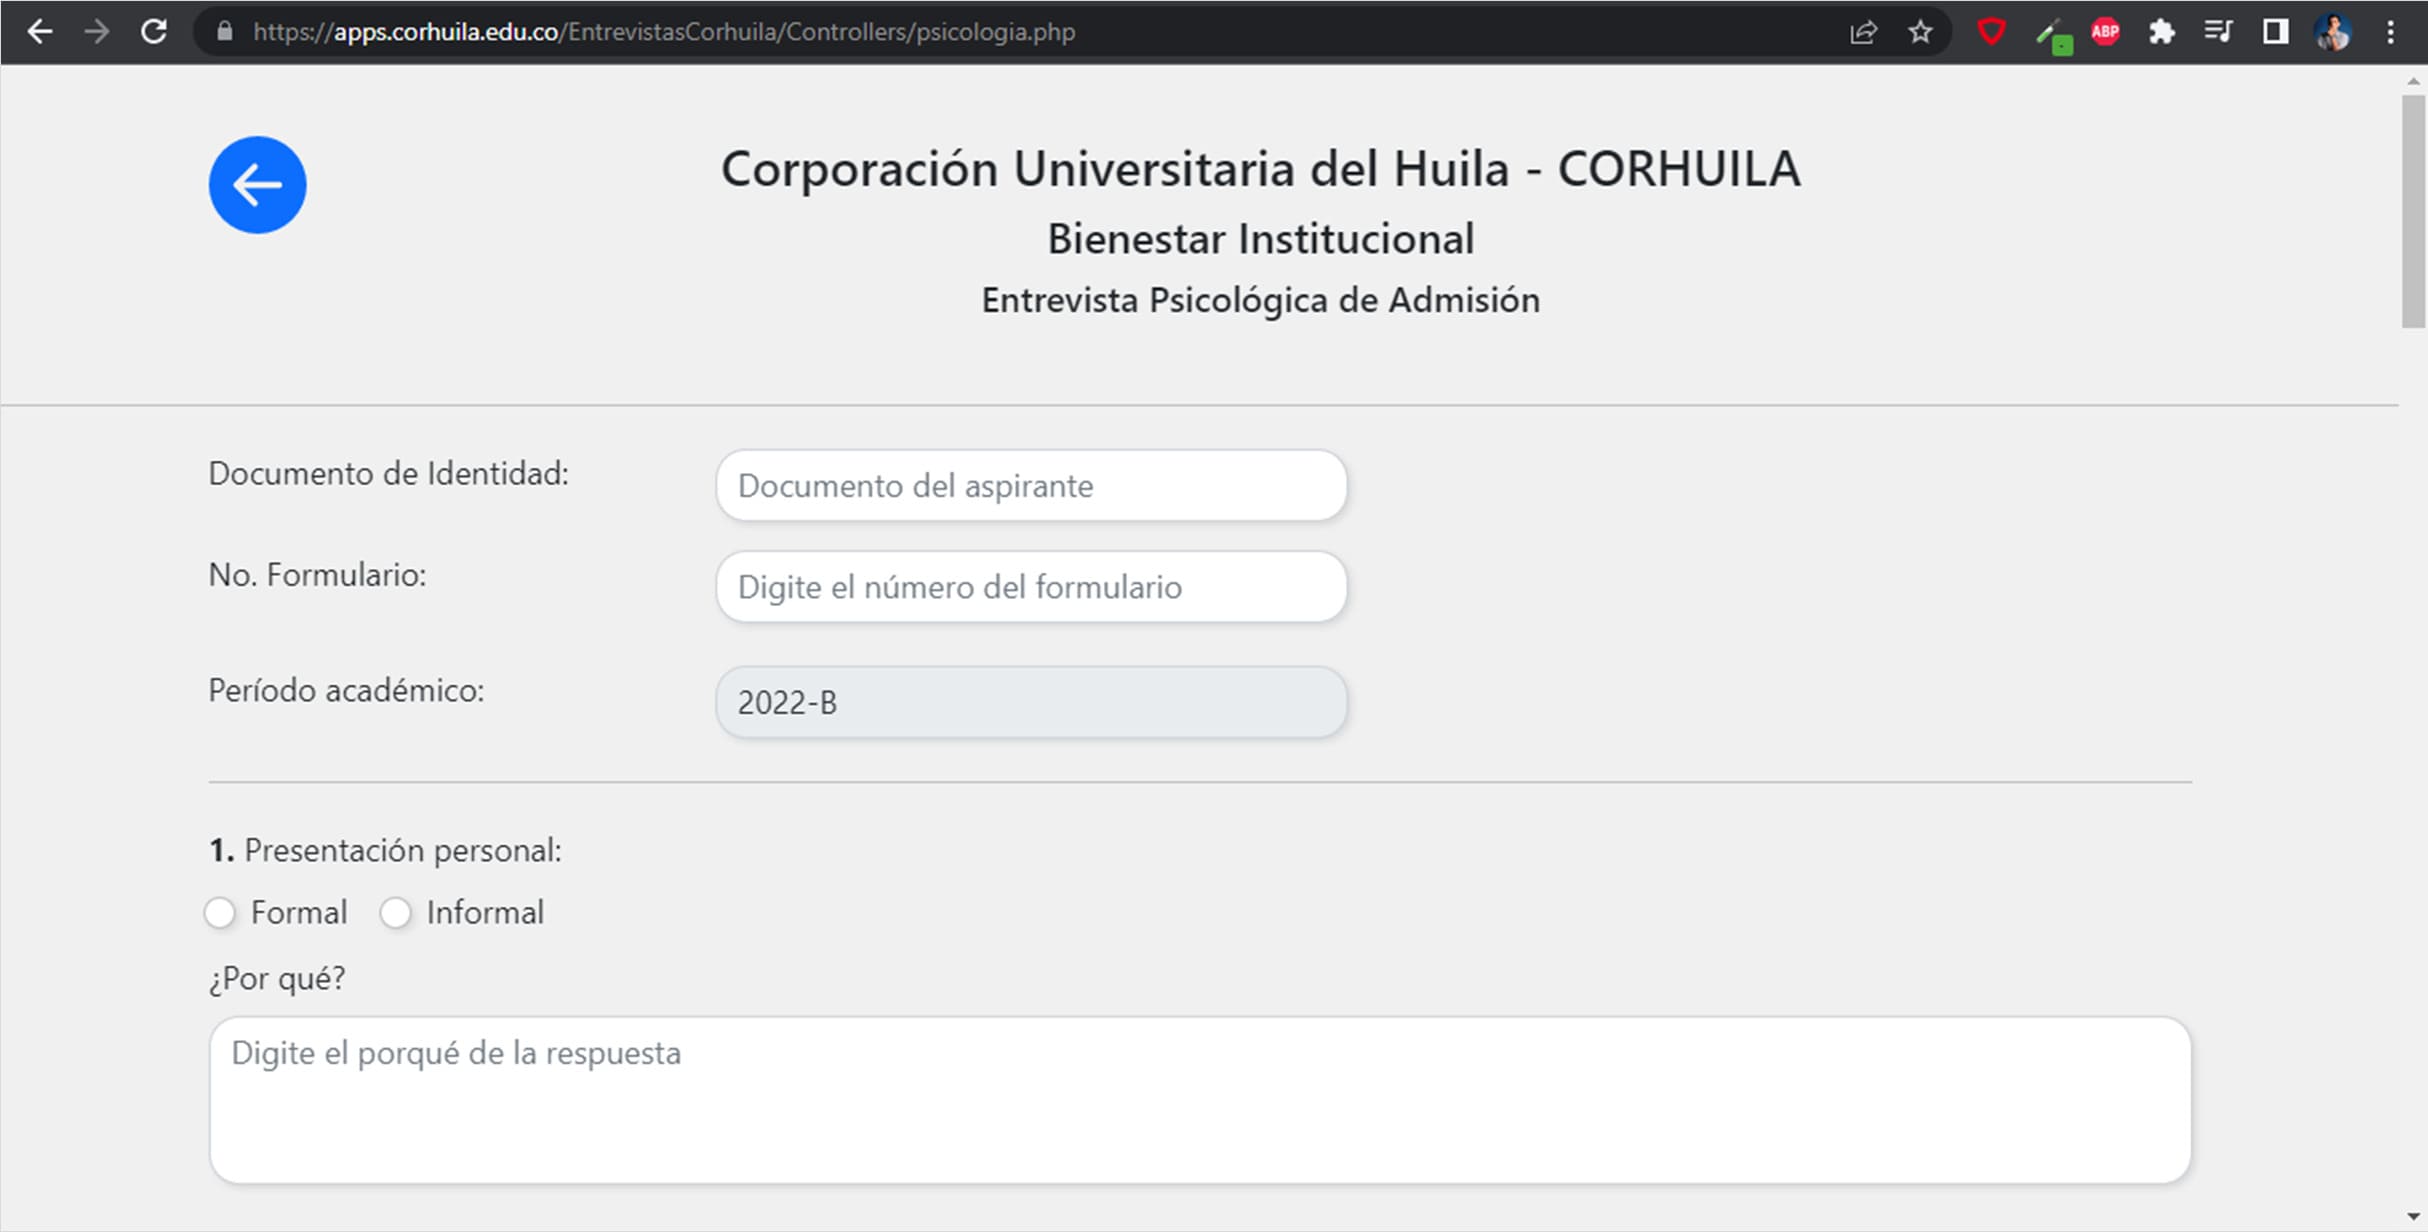 https://apps.corhuila.edu.co/EntrevistasCorhuila/Controllers/psicologia.php
ABP
Corporación Universitaria del Huila - CORHUILA
Bienestar Institucional
Entrevista Psicológica de Admisión
Documento de Identidad:
Documento del aspirante
No. Formulario:
Digite el número del formulario
Período académico:
2022-B
1. Presentación personal:
Formal Informal
¿Por qué?
Digite el porqué de la respuesta